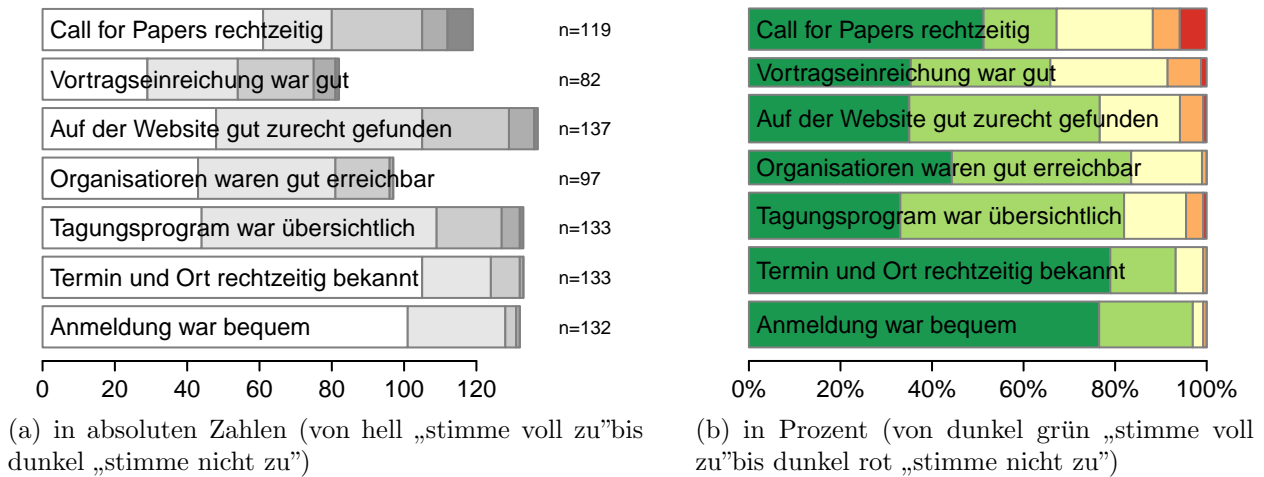 Call for Papers rechtzeitig n=119
Vortragseinreichung war gut n=82
Auf der Website gut zurecht gefunden n=137
Organisatioren waren gut erreichbar n=97
Tagungsprogram war übersichtlich n=133
Termin und Ort rechtzeitig bekannt n=133
Anmeldung war bequem n=132
0 20 40 60 80 100 120
(a) in absoluten Zahlen (von hell „stimme voll zu”bis
dunkel „stimme nicht zu”)
Call for Papers rechtzeitig
Vortragseinreichung war gut
Auf der Website gut zurecht gefunden
Organisatioren waren gut erreichbar
Tagungsprogram war übersichtlich
Termin und Ort rechtzeitig bekannt
Anmeldung war bequem
0% 20% 40% 60% 80% 100%
(b) in Prozent (von dunkel grün „stimme voll
zu”bis dunkel rot „stimme nicht zu”)